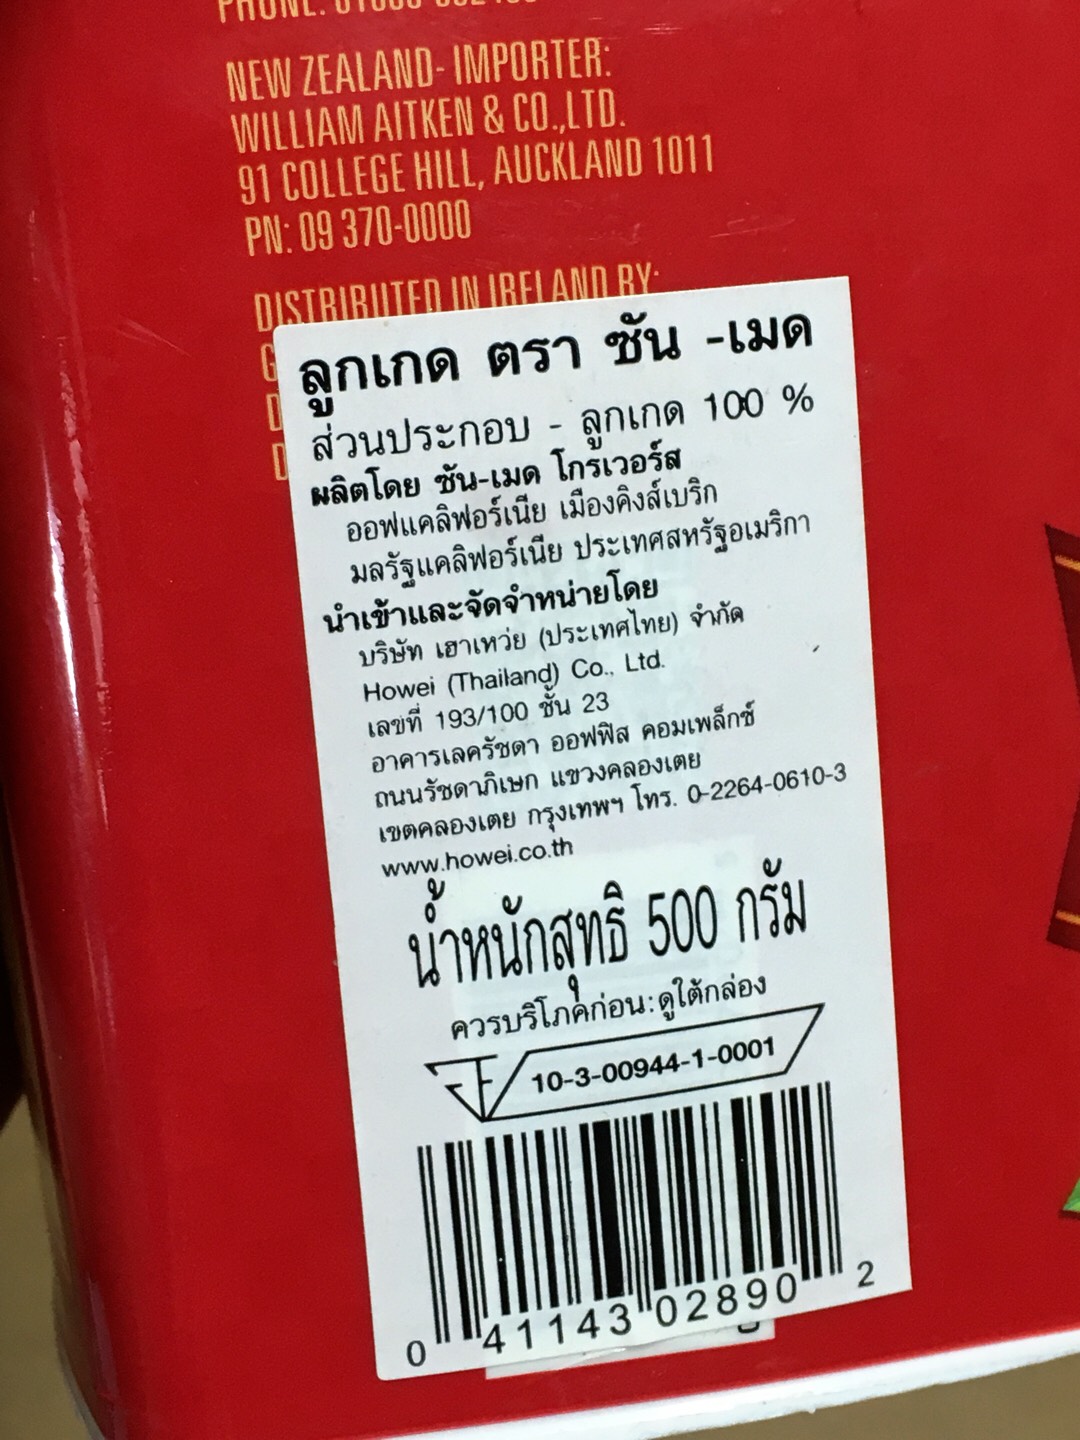 PHONE:
NEW ZEALAND- IMPORTER:
WILLIAM AITKEN & CO.,LTD.
91 COLLEGE HILL, AUCKLAND 1011
PN: 09 370-0000
DISTRIBUTED IN IRELAND BY:
ลูกเกด ตรา ซัน -เมด
ส่วนประกอบ - ลูกเกด 100 %
ผลิตโดย ซัน-เมด โกรเวอร์ส
ออฟแคลิฟอร์เนีย เมืองคิงส์เบริก
มลรัฐแคลิฟอร์เนีย ประเทศสหรัฐอเมริกา
นำเข้าและจัดจำหน่ายโดย
บริษัท เฮาเหว่ย (ประเทศไทย) จำกัด
Howei (Thailand) Co., Ltd.
เลขที่ 193/100 ชั้น 23
อาคารเลครัชดา ออฟฟิส คอมเพล็กซ์
ถนนรัชดาภิเษก แขวงคลองเตย
เขตคลองเตย กรุงเทพฯ โทร. 0-2264-0610-3
www.howei.co.th
น้ำหนักสุทธิ 500 กรัม
ควรบริโภคก่อน:ดูใต้กล่อง
10-3-00944-1-0001
0 41143 02890 2